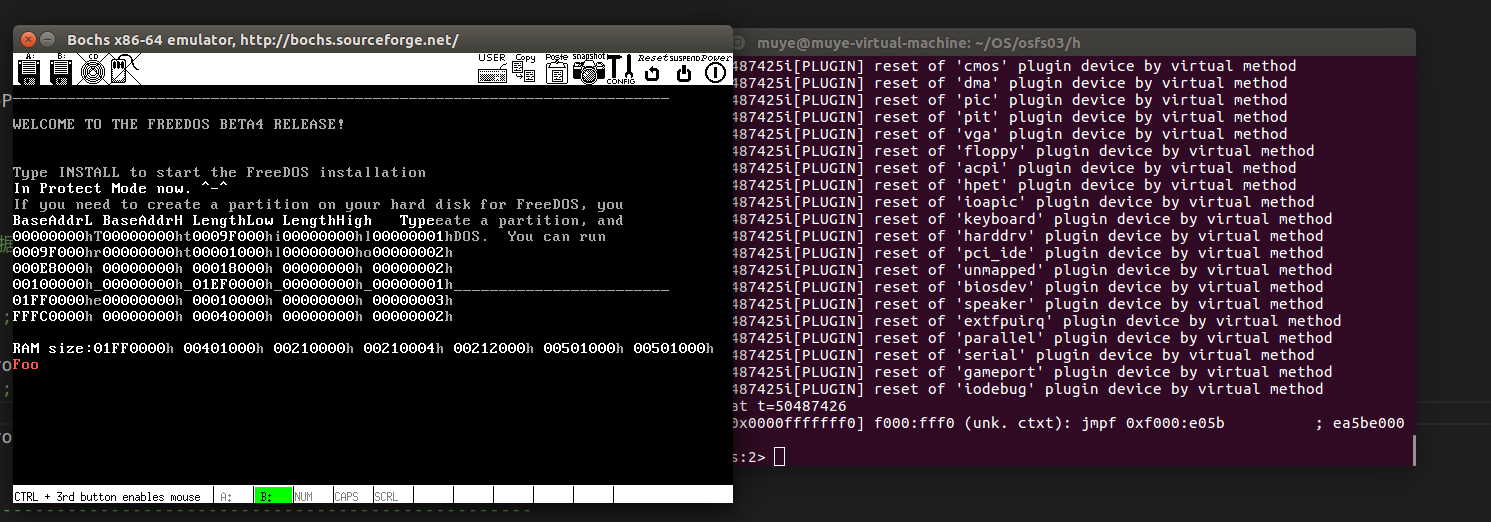 Bochs x86-64 emulator, http://bochs.sourceforge.net/
A: B: CD USER Copy Paste snapshot CONFIG Reset SUSPEND Power
------------------------------------------------------------------------
WELCOME TO THE FREEDOS BETA4 RELEASE!
Type INSTALL to start the FreeDOS installation
In Protect Mode now. ^-^
If you need to create a partition on your hard disk for FreeDOS, you
BaseAddrL BaseAddrH LengthLow LengthHigh   Typeeate a partition, and
00000000hT00000000ht0009F000hi00000000hl00000001hDOS.  You can run
0009F000hr00000000ht00001000hl00000000ho00000002h
000E8000h 00000000h 00018000h 00000000h 00000002h
00100000h_00000000h_01EF0000h_00000000h_00000001h________________________
01FF0000he00000000h 00010000h 00000000h 00000003h
FFFC0000h 00000000h 00040000h 00000000h 00000002h
RAM size:01FF0000h 00401000h 00210000h 00210004h 00212000h 00501000h 00501000h
Foo
CTRL + 3rd button enables mouse A: B: NUM CAPS SCRL
muye@muye-virtual-machine: ~/OS/osfs03/h
487425i[PLUGIN] reset of 'cmos' plugin device by virtual method
487425i[PLUGIN] reset of 'dma' plugin device by virtual method
487425i[PLUGIN] reset of 'pic' plugin device by virtual method
487425i[PLUGIN] reset of 'pit' plugin device by virtual method
487425i[PLUGIN] reset of 'vga' plugin device by virtual method
487425i[PLUGIN] reset of 'floppy' plugin device by virtual method
487425i[PLUGIN] reset of 'acpi' plugin device by virtual method
487425i[PLUGIN] reset of 'hpet' plugin device by virtual method
487425i[PLUGIN] reset of 'ioapic' plugin device by virtual method
487425i[PLUGIN] reset of 'keyboard' plugin device by virtual method
487425i[PLUGIN] reset of 'harddrv' plugin device by virtual method
487425i[PLUGIN] reset of 'pci_ide' plugin device by virtual method
487425i[PLUGIN] reset of 'unmapped' plugin device by virtual method
487425i[PLUGIN] reset of 'biosdev' plugin device by virtual method
487425i[PLUGIN] reset of 'speaker' plugin device by virtual method
487425i[PLUGIN] reset of 'extfpuirq' plugin device by virtual method
487425i[PLUGIN] reset of 'parallel' plugin device by virtual method
487425i[PLUGIN] reset of 'serial' plugin device by virtual method
487425i[PLUGIN] reset of 'gameport' plugin device by virtual method
487425i[PLUGIN] reset of 'iodebug' plugin device by virtual method
at t=50487426
0x0000fffffff0] f000:fff0 (unk. ctxt): jmpf 0xf000:e05b          ; ea5be000
s:2>